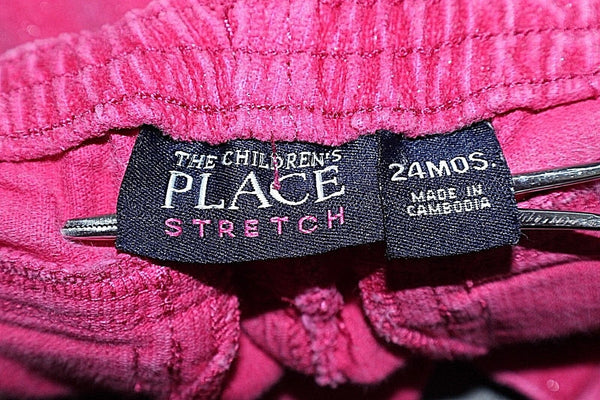 THE CHILDREN'S
PLACE
STRETCH
24MOS.
MADE IN
CAMBODIA